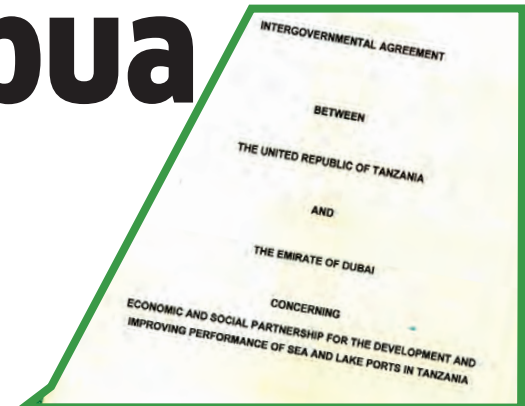 pua
INTERGOVERNMENTAL AGREEMENT
BETWEEN
THE UNITED REPUBLIC OF TANZANIA
AND
THE EMIRATE OF DUBAI
CONCERNING
ECONOMIC AND SOCIAL PARTNERSHIP FOR THE DEVELOPMENT AND
IMPROVING PERFORMANCE OF SEA AND LAKE PORTS IN TANZANIA